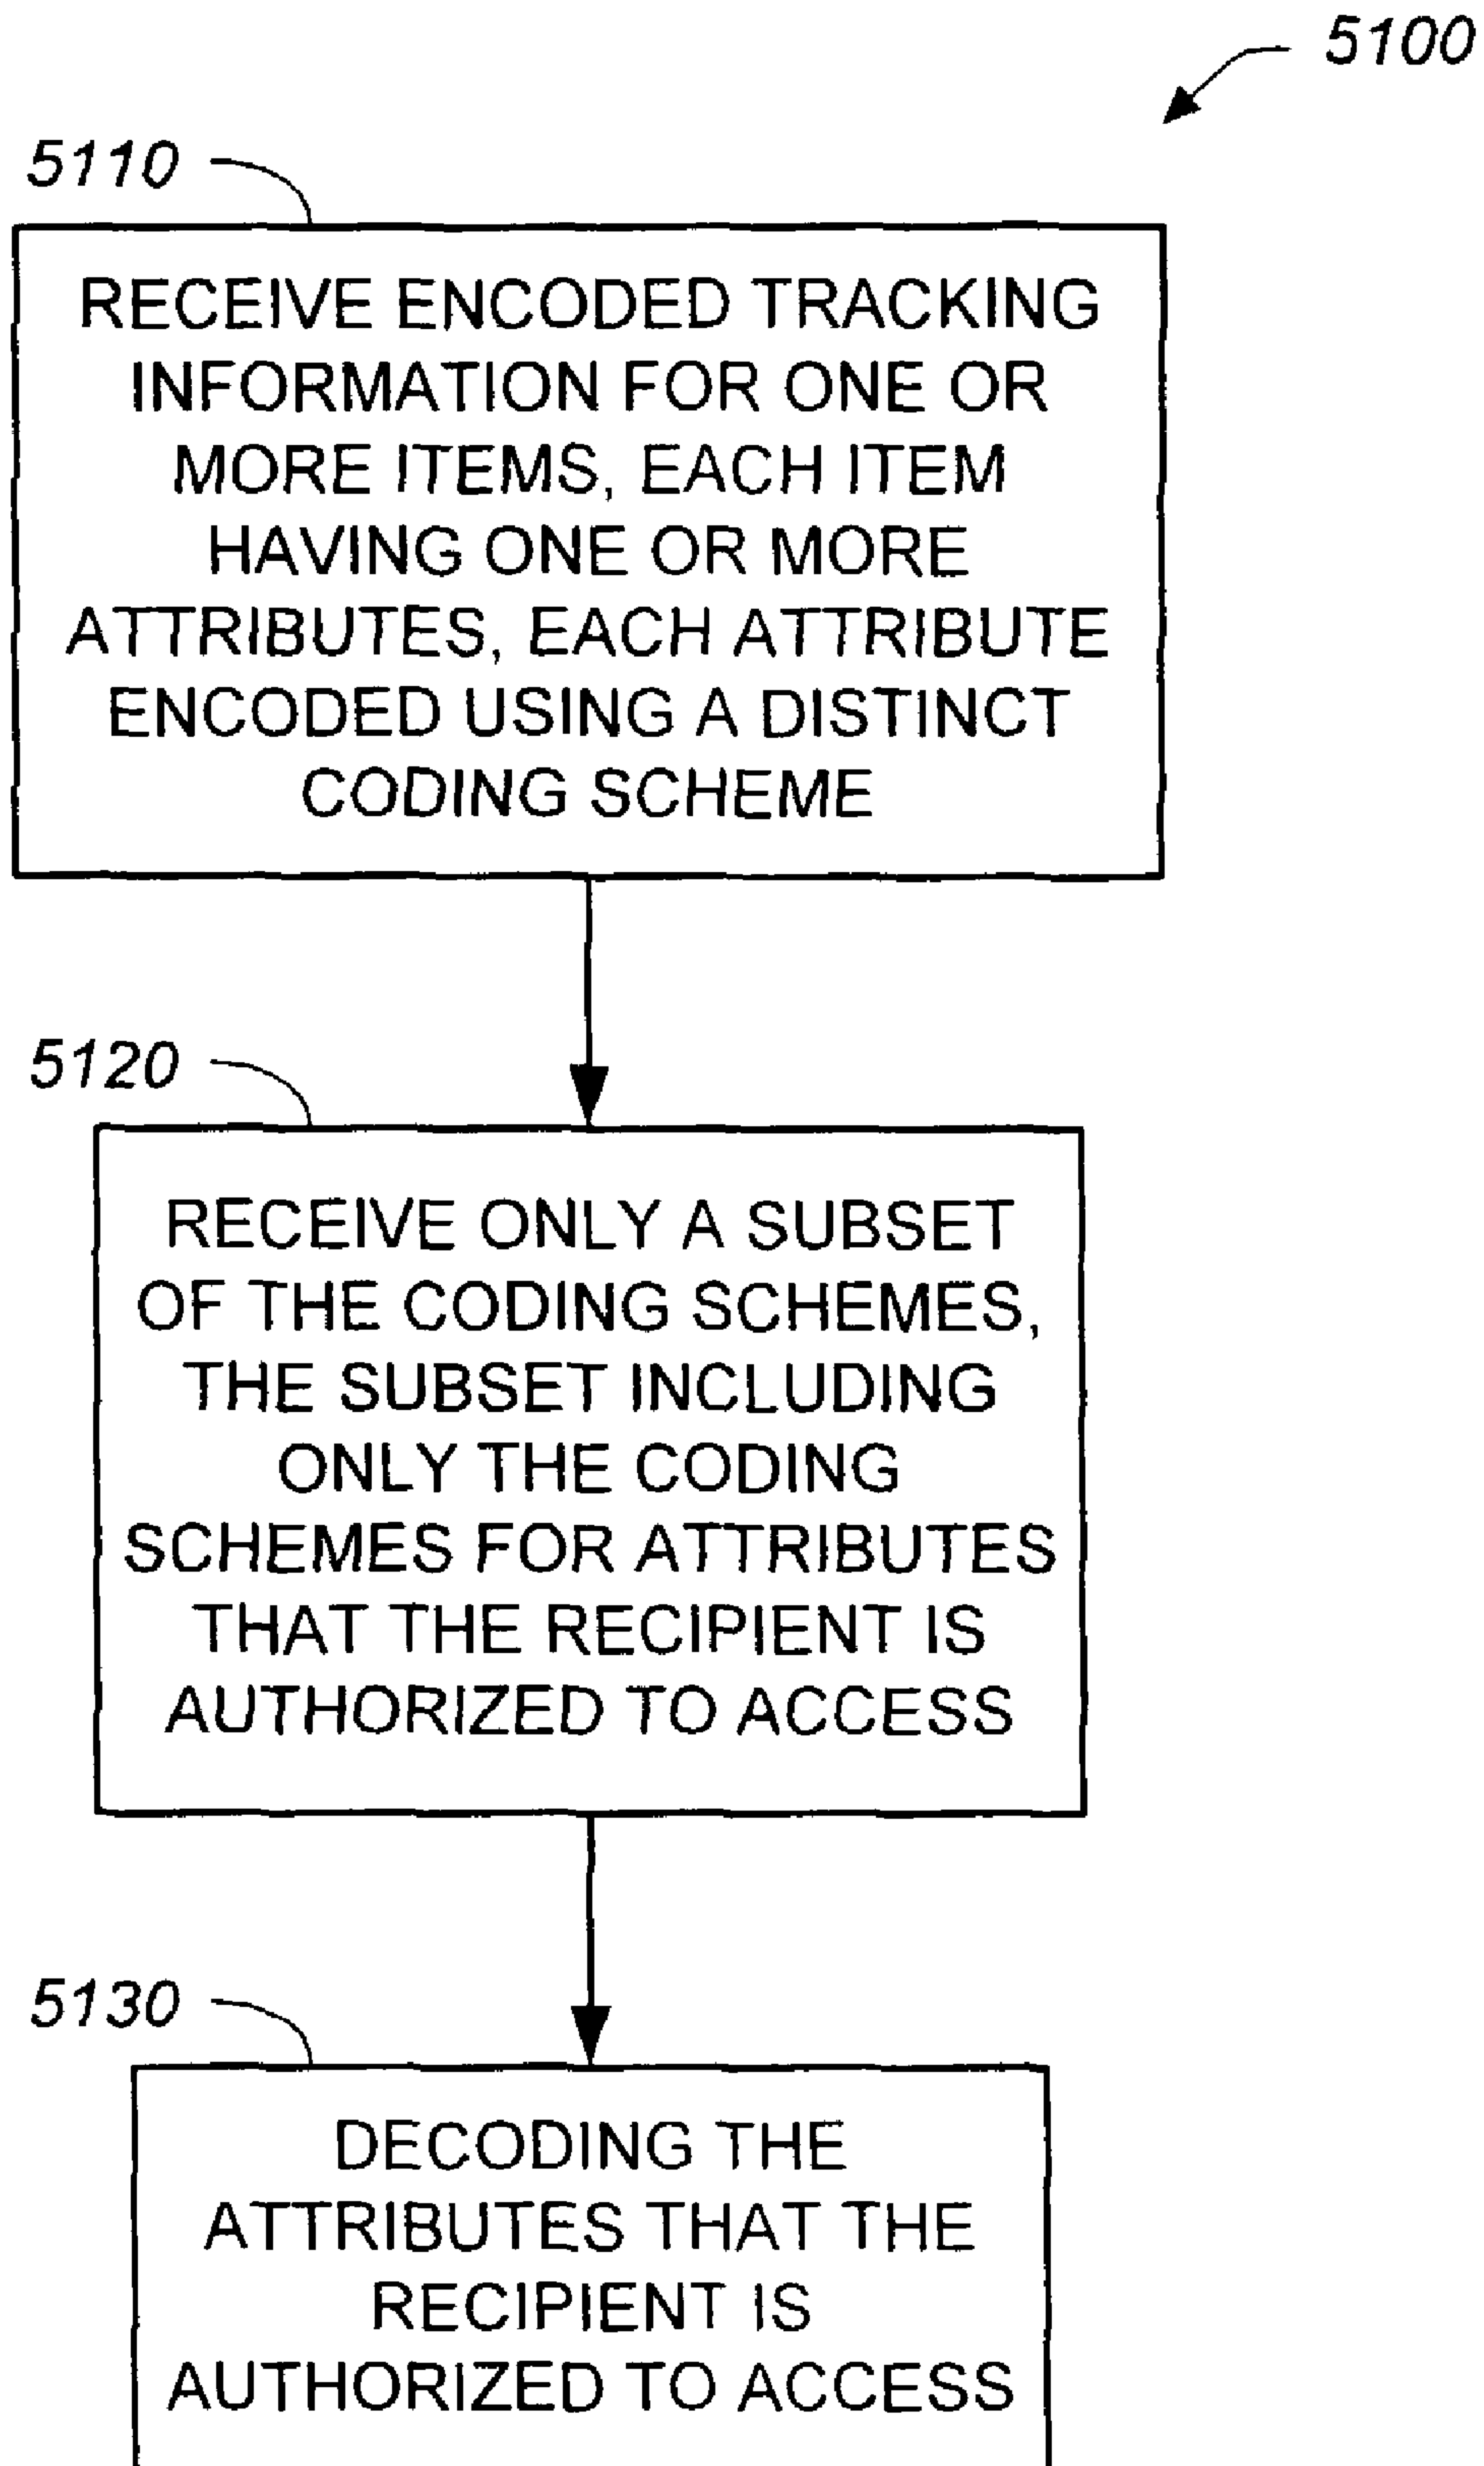 5100
5110
RECEIVE ENCODED TRACKING
INFORMATION FOR ONE OR
MORE ITEMS, EACH ITEM
HAVING ONE OR MORE
ATTRIBUTES, EACH ATTRIBUTE
ENCODED USING A DISTINCT
CODING SCHEME
5120
RECEIVE ONLY A SUBSET
OF THE CODING SCHEMES,
THE SUBSET INCLUDING
ONLY THE CODING
SCHEMES FOR ATTRIBUTES
THAT THE RECIPIENT IS
AUTHORIZED TO ACCESS
5130
DECODING THE
ATTRIBUTES THAT THE
RECIPIENT IS
AUTHORIZED TO ACCESS